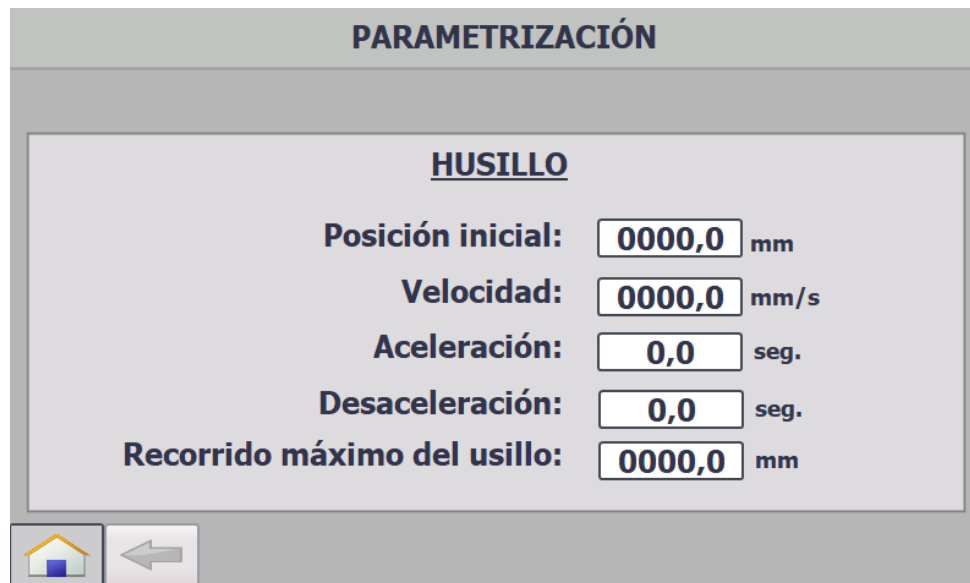 PARAMETRIZACIÓN
HUSILLO
Posición inicial: 0000,0 mm
Velocidad: 0000,0 mm/s
Aceleración: 0,0 seg.
Desaceleración: 0,0 seg.
Recorrido máximo del usillo: 0000,0 mm